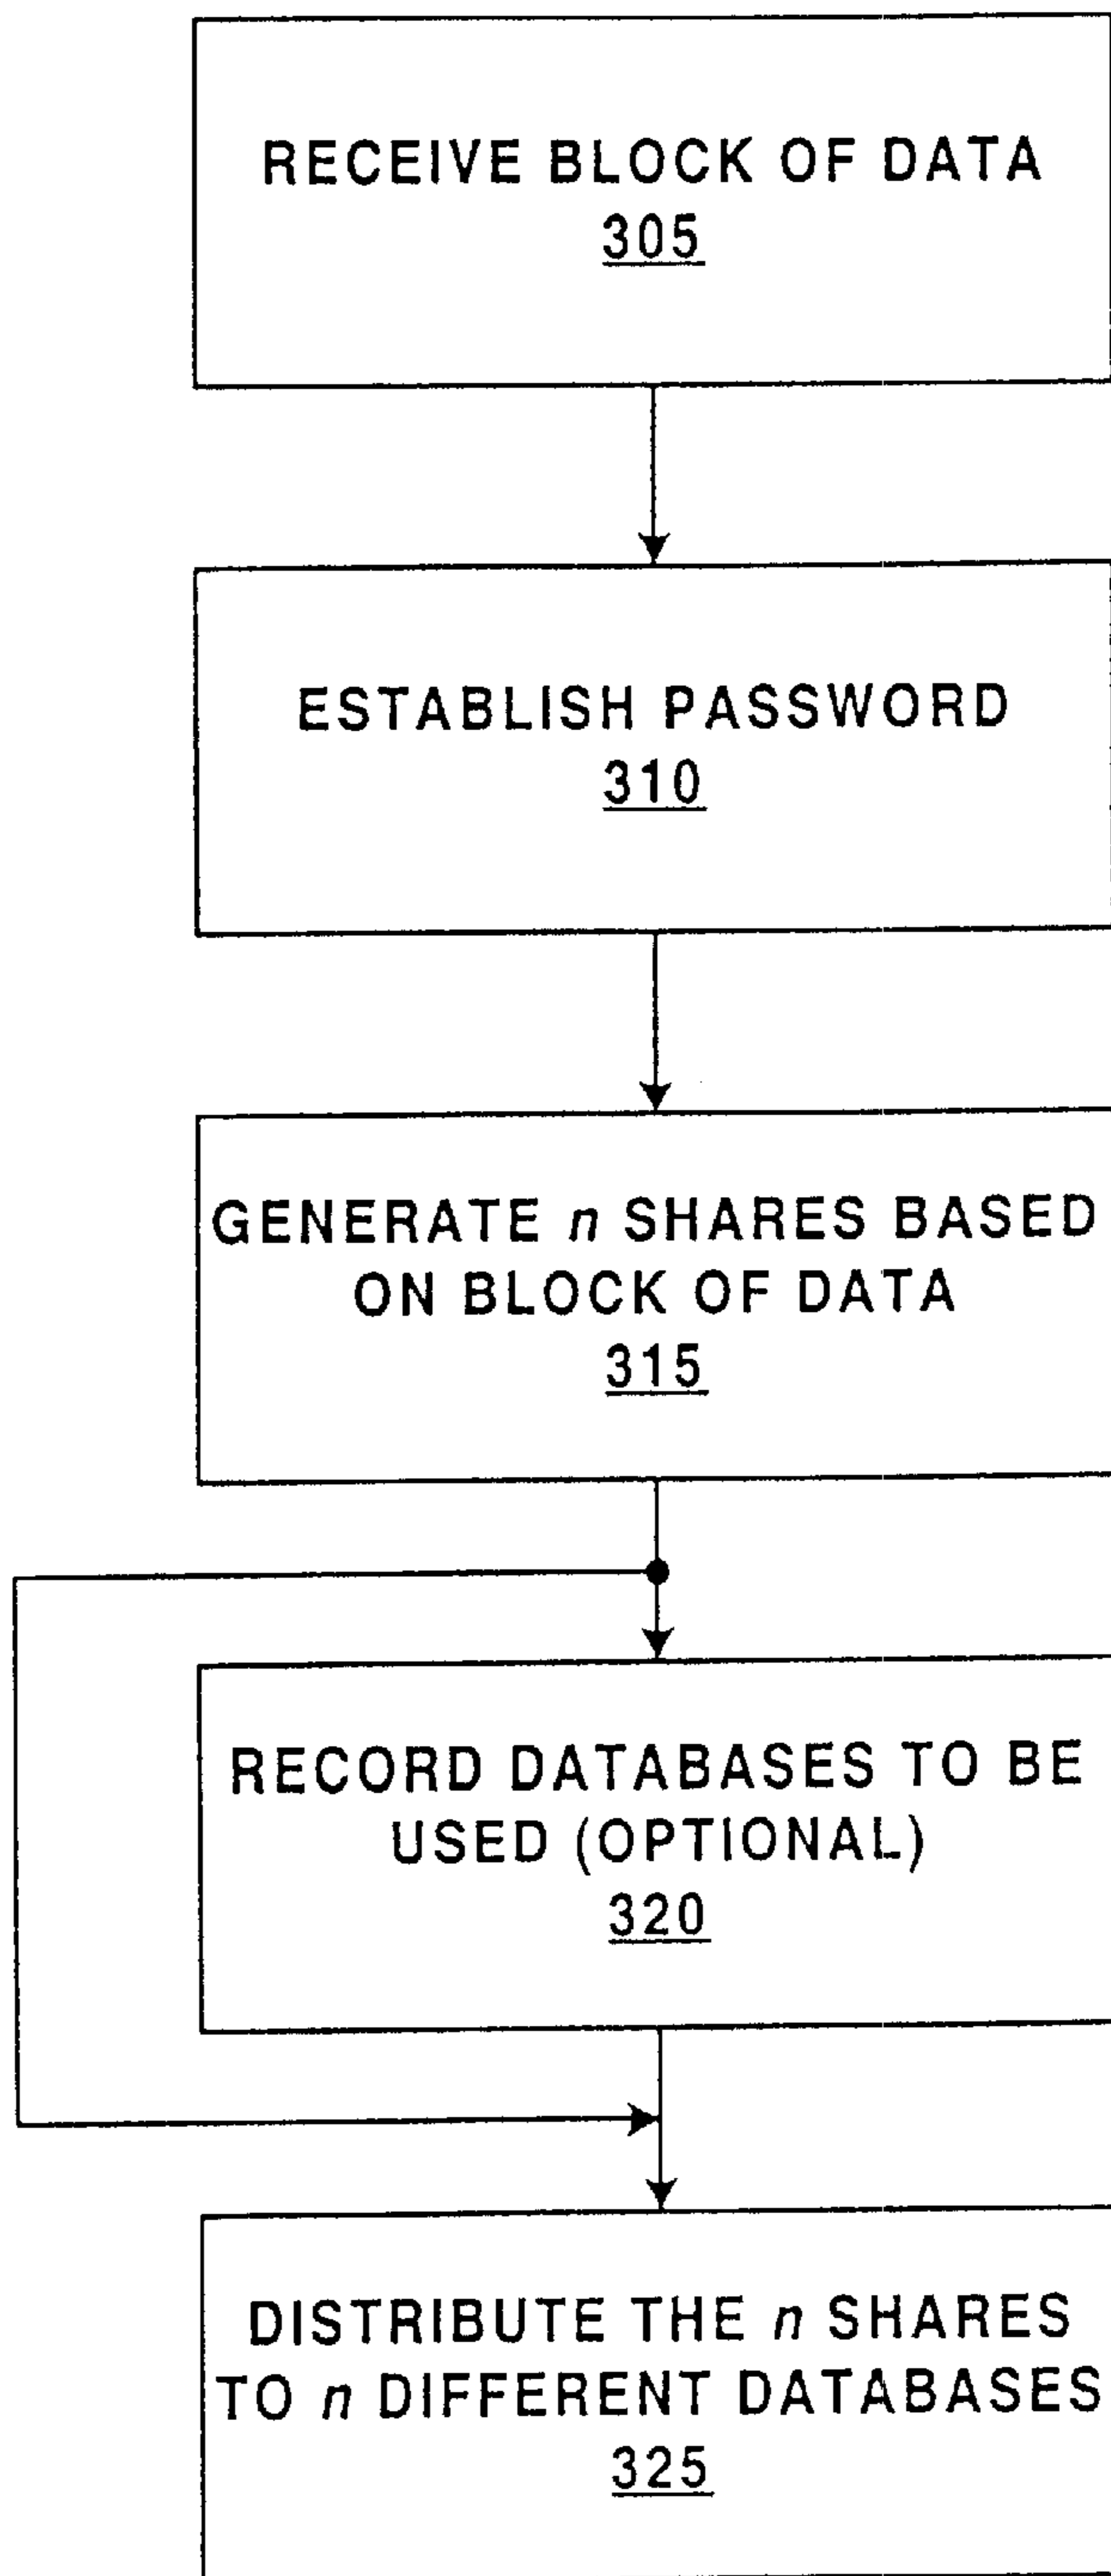 RECEIVE BLOCK OF DATA
305
ESTABLISH PASSWORD
310
GENERATE n SHARES BASED
ON BLOCK OF DATA
315
RECORD DATABASES TO BE
USED (OPTIONAL)
320
DISTRIBUTE THE n SHARES
TO n DIFFERENT DATABASES
325